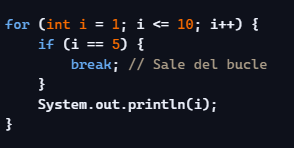 for (int i = 1; i <= 10; i++) {
    if (i == 5) {
        break; // Sale del bucle
    }
    System.out.println(i);
}